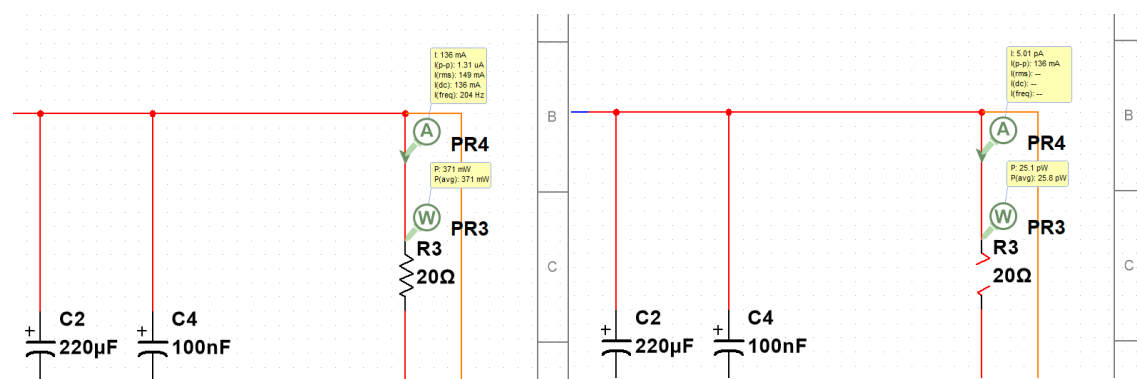 I: 136 mA
I(p-p): 1.31 uA
I(rms): 149 mA
I(dc): 136 mA
I(freq): 204 Hz
A
PR4
P: 371 mW
P(avg): 371 mW
W
PR3
R3
20Ω
+ C2
220µF
+ C4
100nF
B
C
I: 5.01 pA
I(p-p): 136 mA
I(rms): --
I(dc): --
I(freq): --
A
PR4
P: 25.1 pW
P(avg): 25.8 pW
W
PR3
R3
20Ω
+ C2
220µF
+ C4
100nF
B
C